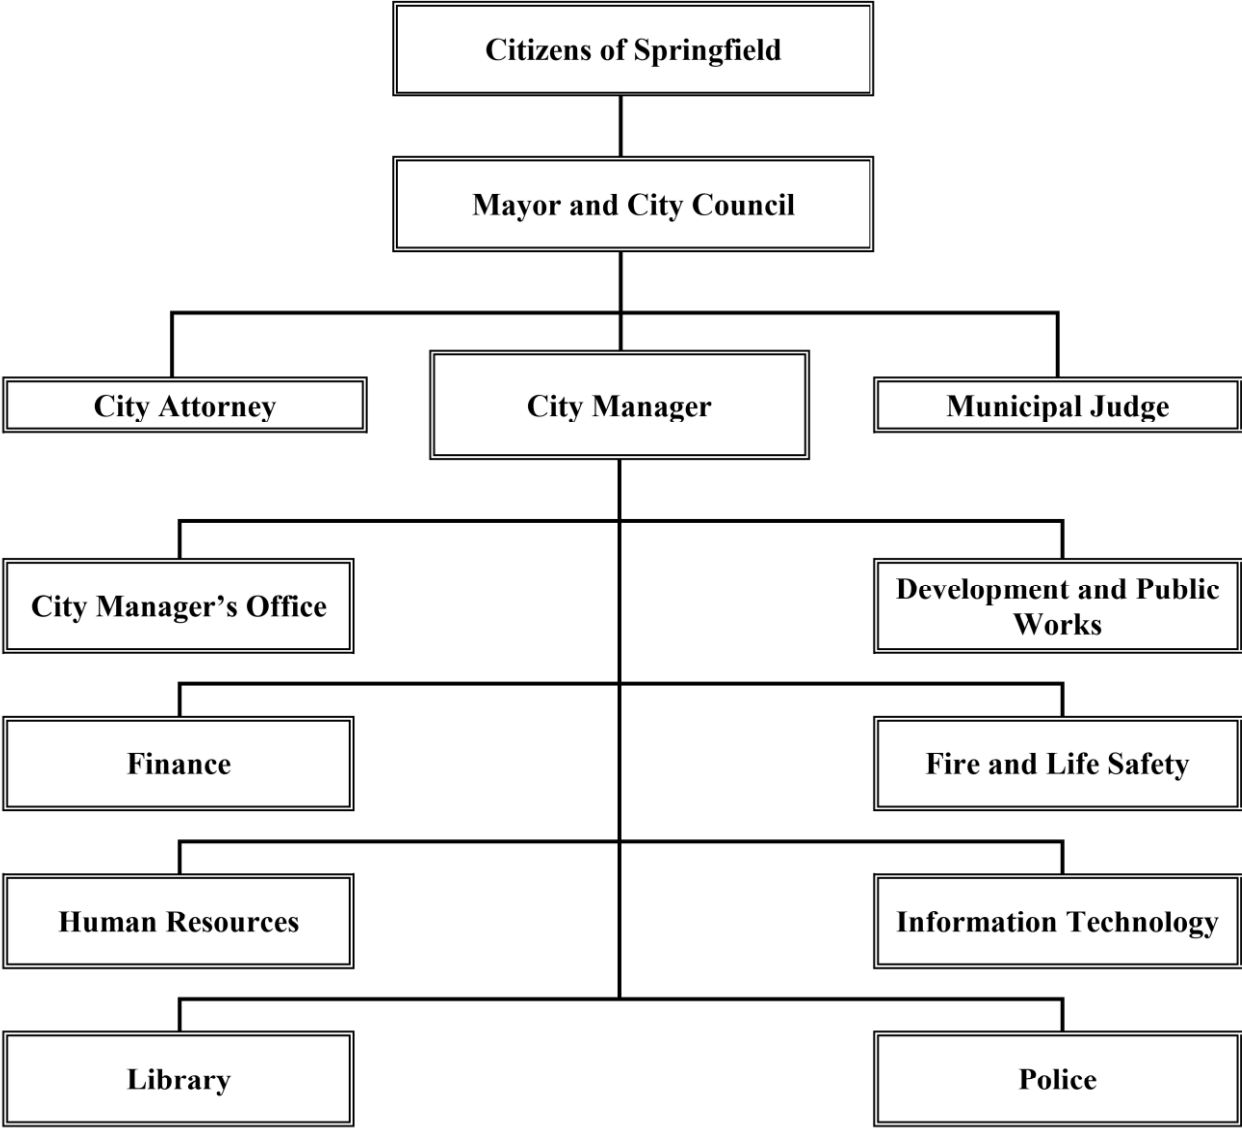 Citizens of Springfield
Mayor and City Council
City Attorney
City Manager
Municipal Judge
City Manager’s Office
Development and Public
Works
Finance
Fire and Life Safety
Human Resources
Information Technology
Library
Police